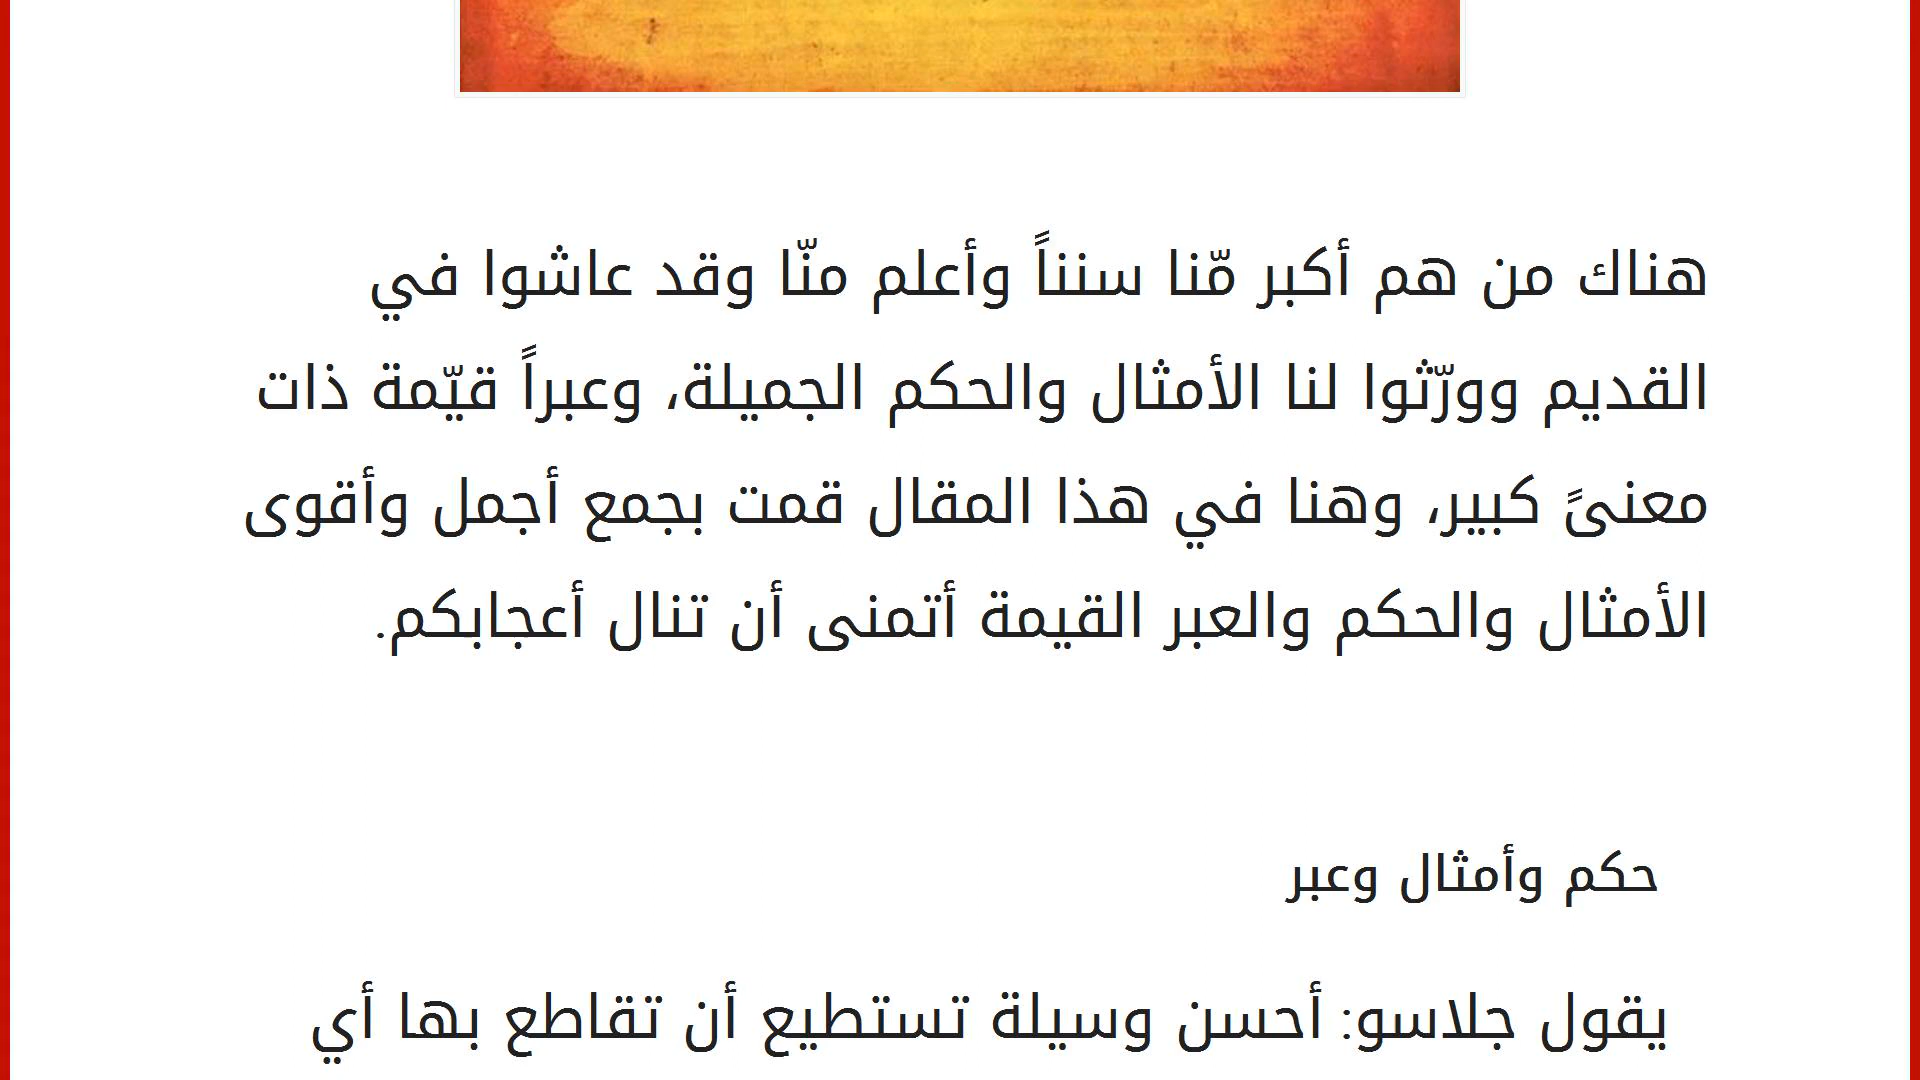 هناك من هم أكبر مّنا سنناً وأعلم منّا وقد عاشوا في
القديم وورّثوا لنا الأمثال والحكم الجميلة، وعبراً قيّمة ذات
معنىً كبير، وهنا في هذا المقال قمت بجمع أجمل وأقوى
الأمثال والحكم والعبر القيمة أتمنى أن تنال أعجابكم.
حكم وأمثال وعبر
يقول جلاسو: أحسن وسيلة تستطيع أن تقاطع بها أي